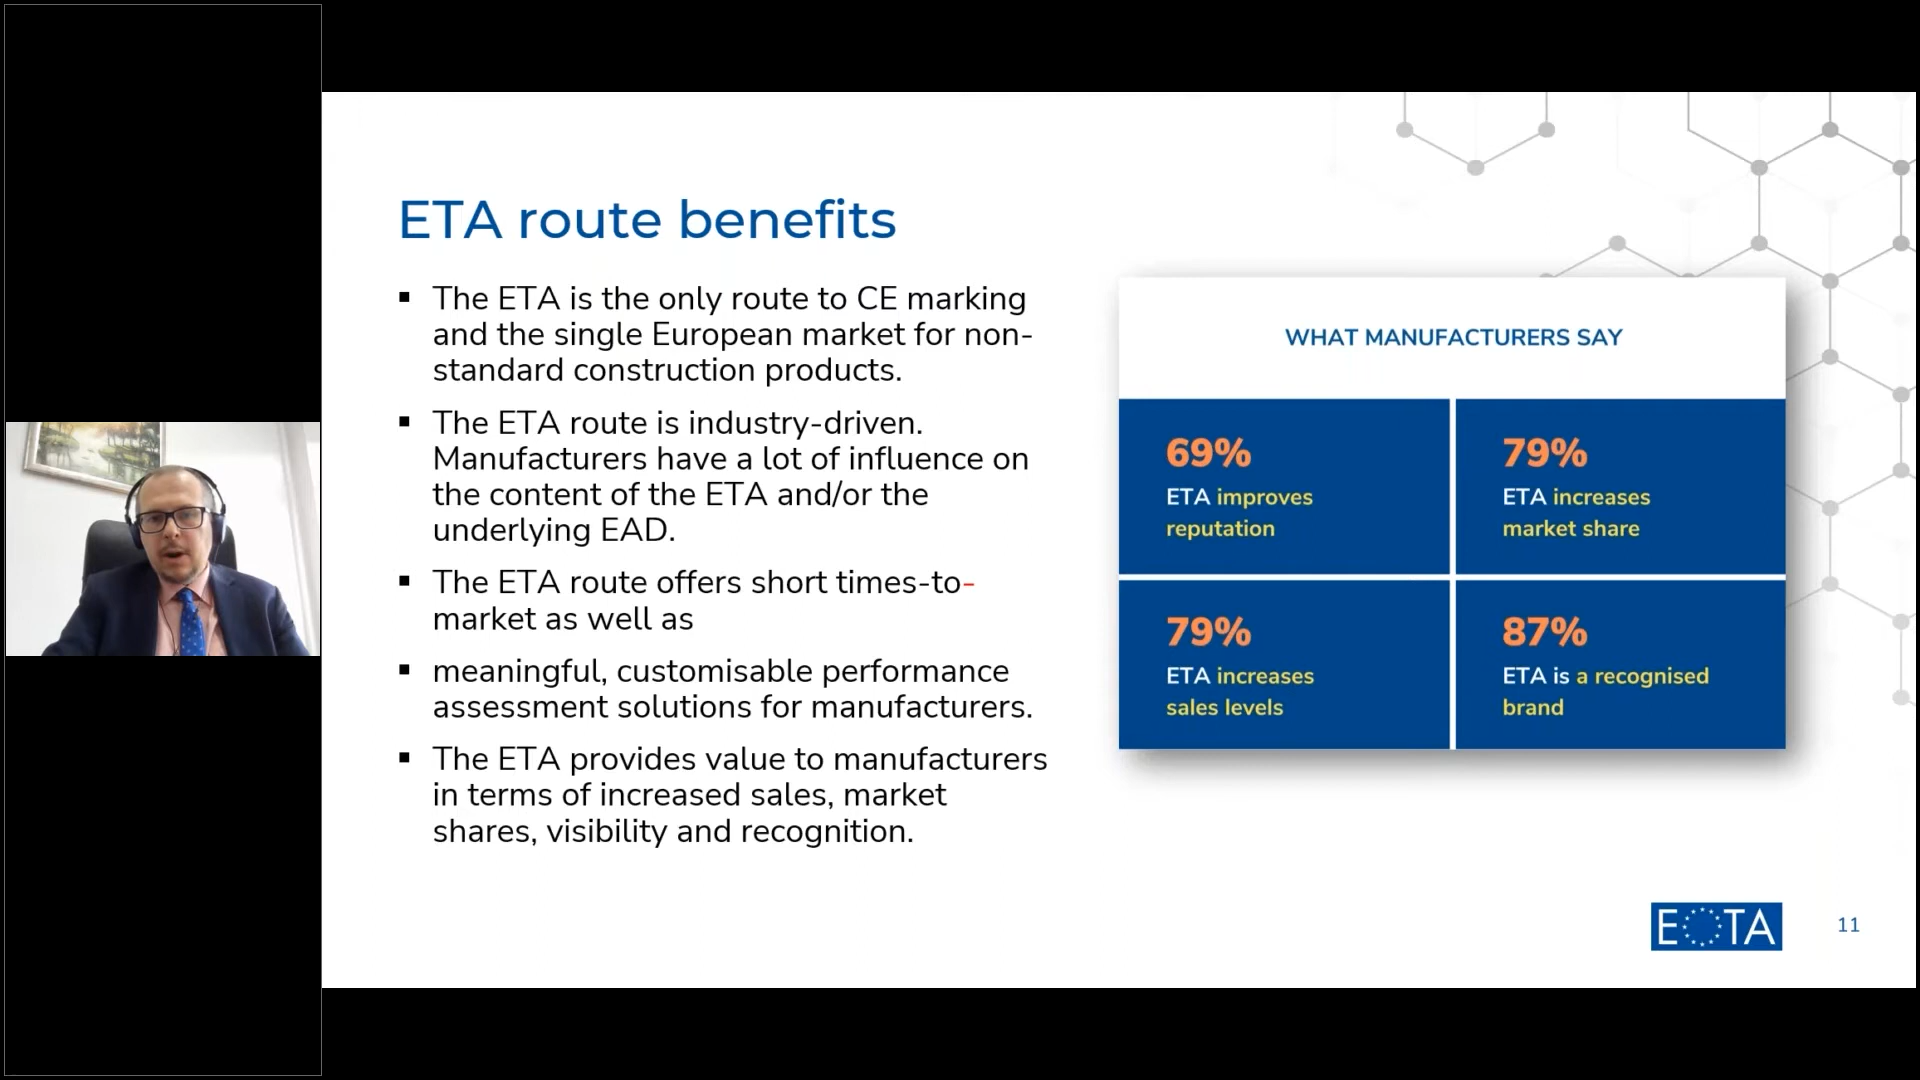 ETA route benefits
▪ The ETA is the only route to CE marking
and the single European market for non-
standard construction products.
▪ The ETA route is industry-driven.
Manufacturers have a lot of influence on
the content of the ETA and/or the
underlying EAD.
▪ The ETA route offers short times-to-
market as well as
▪ meaningful, customisable performance
assessment solutions for manufacturers.
▪ The ETA provides value to manufacturers
in terms of increased sales, market
shares, visibility and recognition.
WHAT MANUFACTURERS SAY
69%
ETA improves
reputation
79%
ETA increases
market share
79%
ETA increases
sales levels
87%
ETA is a recognised
brand
EOTA
11